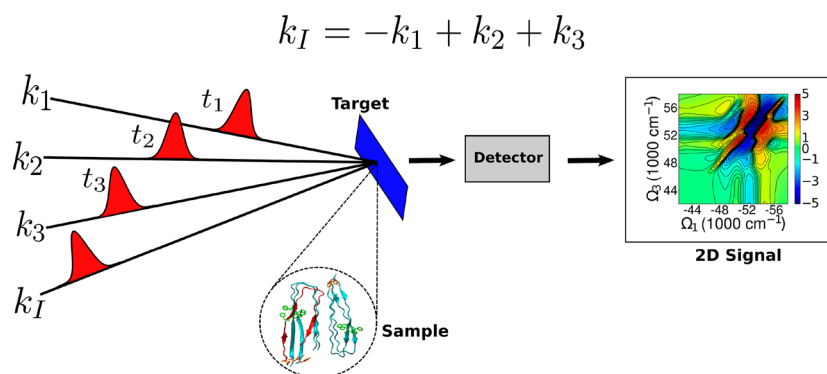 k_I = −k_1 + k_2 + k_3
k_1
t_1
Target
t_2
k_2
Detector
t_3
k_3
k_I
Sample
Ω_3 (1000 cm⁻¹)
56
52
48
44
-44 -48 -52 -56
Ω_1 (1000 cm⁻¹)
5
3
1
0
-1
−3
−5
2D Signal